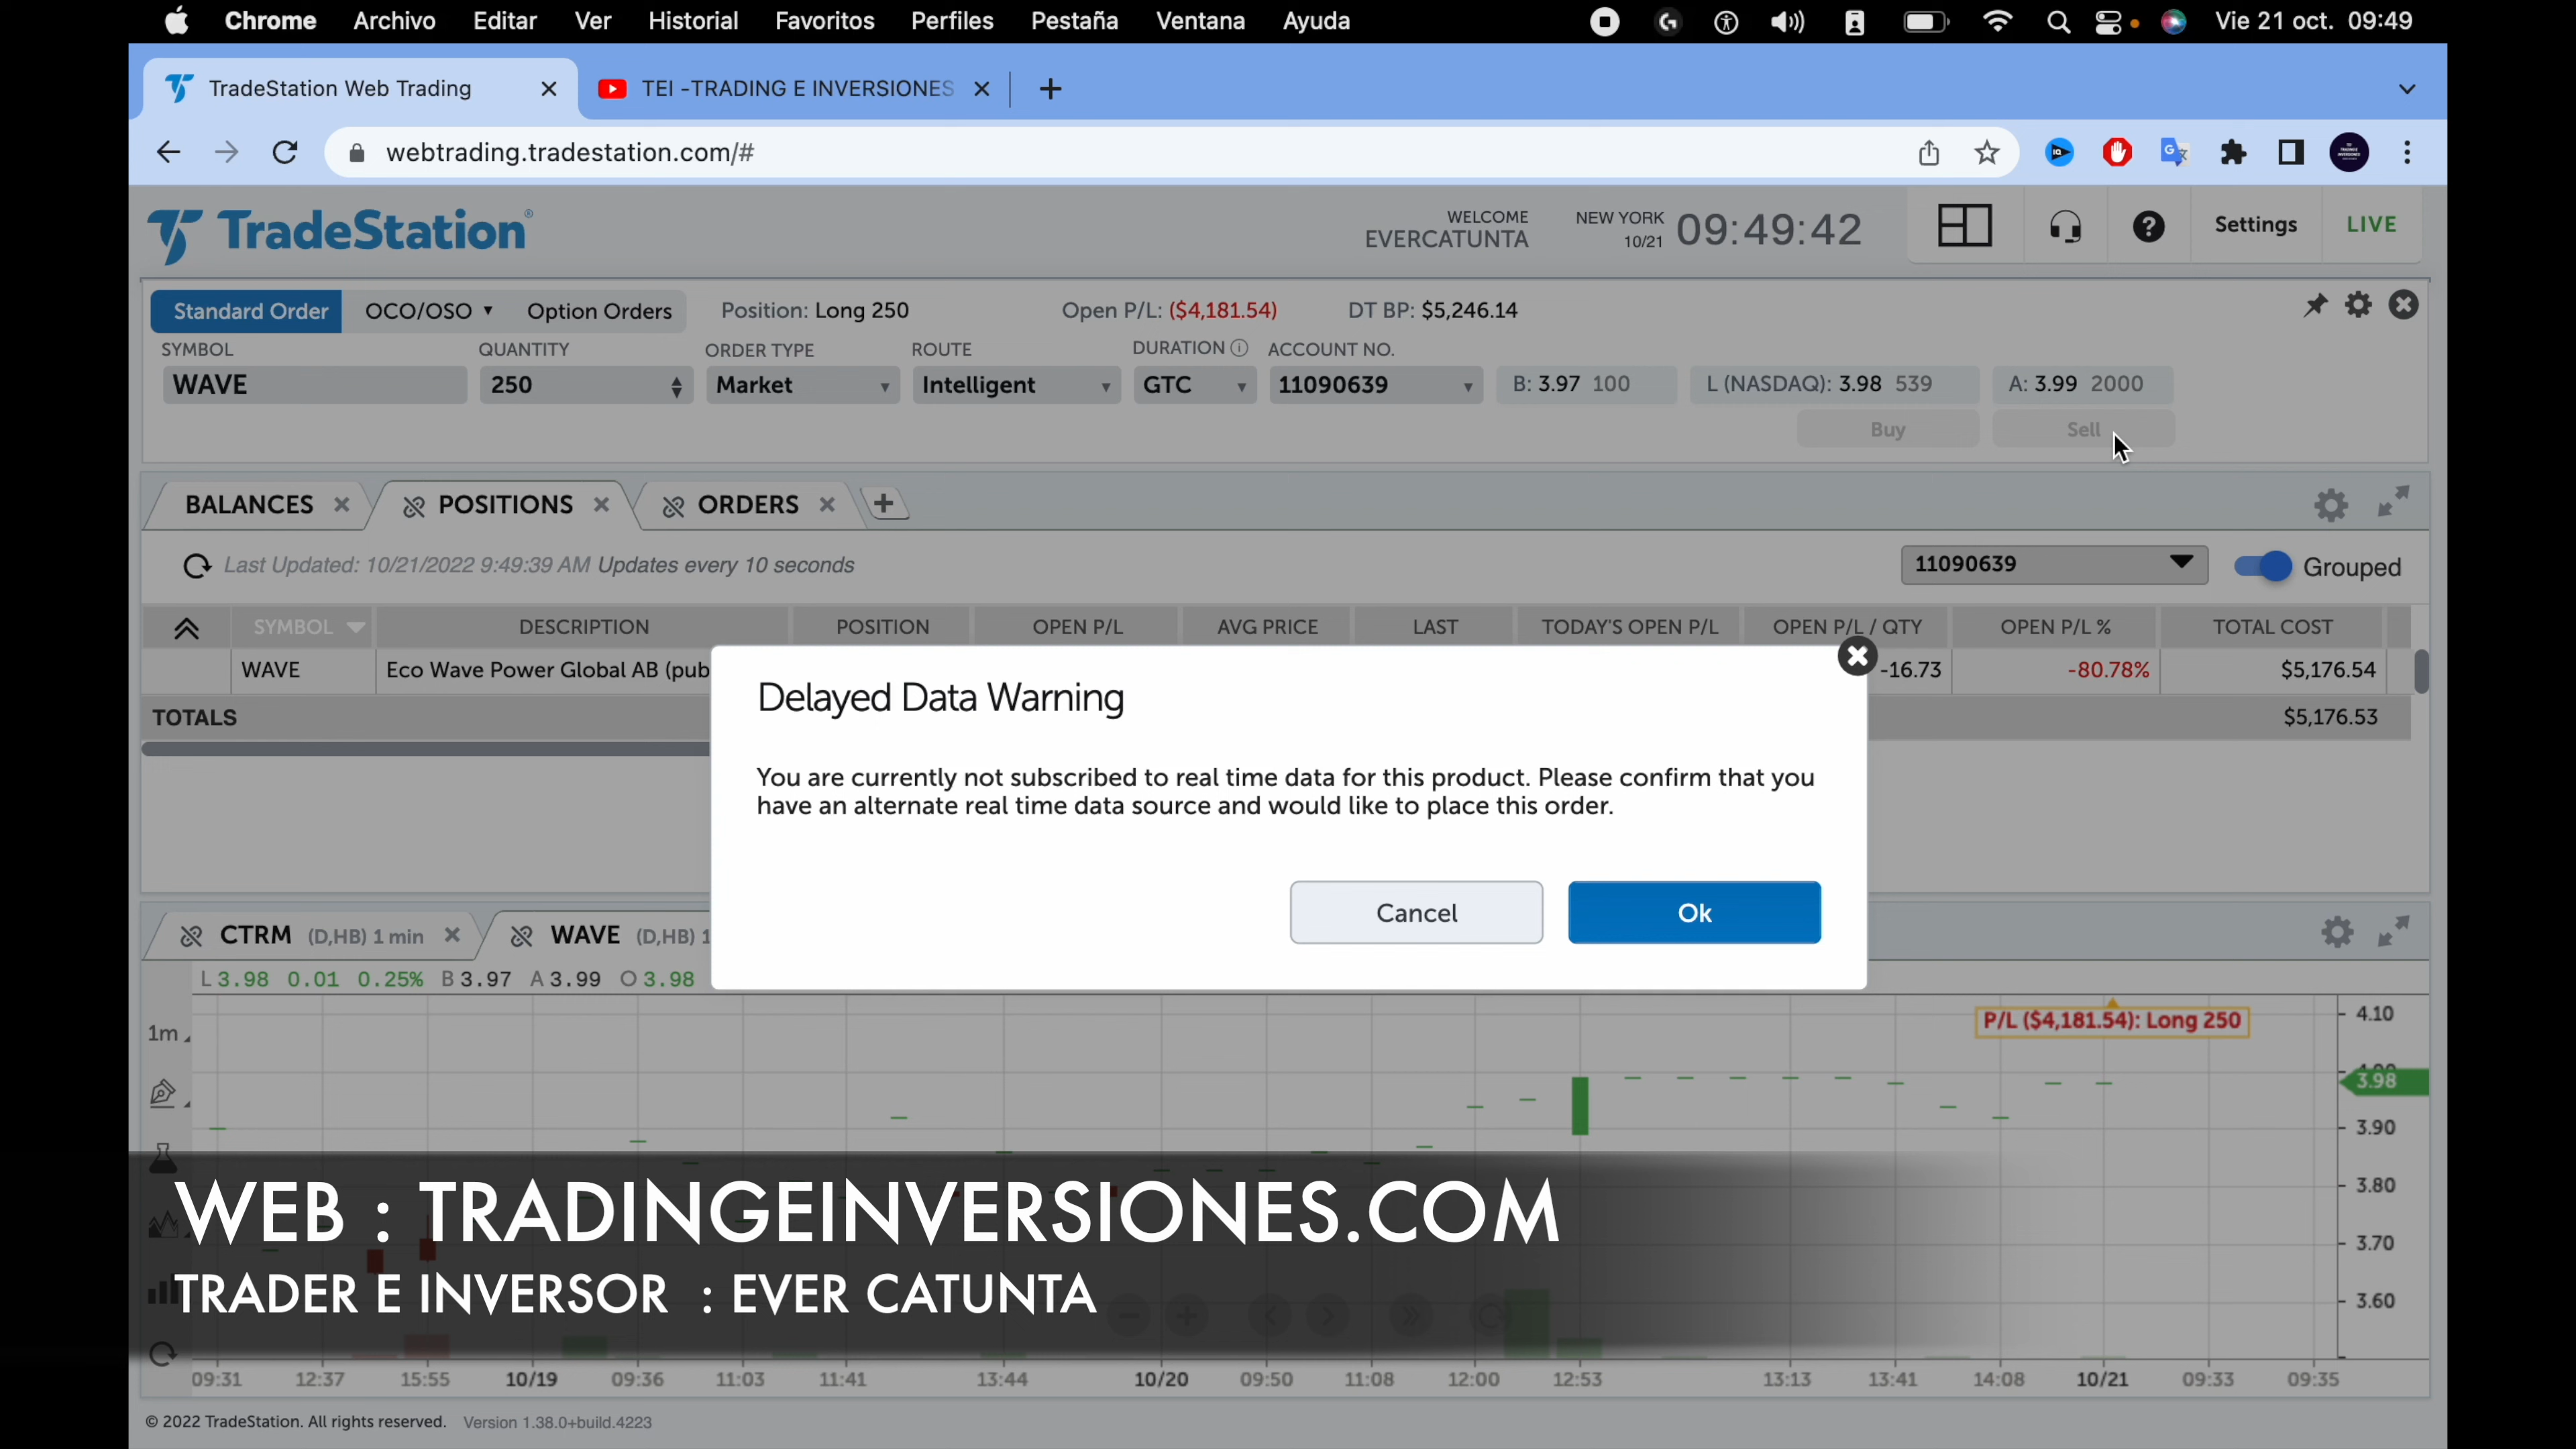 Chrome Archivo Editar Ver Historial Favoritos Perfiles Pestaña Ventana Ayuda Vie 21 oct. 09:49
TradeStation Web Trading TEI -TRADING E INVERSIONES
webtrading.tradestation.com/#
TradeStation®
WELCOME
EVERCATUNTA
NEW YORK
10/21
09:49:42
Settings
LIVE
Standard Order OCO/OSO Option Orders Position: Long 250 Open P/L: ($4,181.54) DT BP: $5,246.14
SYMBOL QUANTITY ORDER TYPE ROUTE DURATION ACCOUNT NO.
WAVE 250 Market Intelligent GTC 11090639 B: 3.97 100 L (NASDAQ): 3.98 539 A: 3.99 2000
Buy Sell
BALANCES POSITIONS ORDERS
Last Updated: 10/21/2022 9:49:39 AM Updates every 10 seconds 11090639 Grouped
SYMBOL DESCRIPTION POSITION OPEN P/L AVG PRICE LAST TODAY'S OPEN P/L OPEN P/L / QTY OPEN P/L % TOTAL COST
WAVE Eco Wave Power Global AB (pub -16.73 -80.78% $5,176.54
TOTALS $5,176.53
Delayed Data Warning
You are currently not subscribed to real time data for this product. Please confirm that you
have an alternate real time data source and would like to place this order.
Cancel Ok
CTRM (D,HB) 1 min WAVE (D,HB) 1
L 3.98 0.01 0.25% B 3.97 A 3.99 O 3.98
1m
P/L ($4,181.54): Long 250
4.10
3.98
3.90
3.80
3.70
3.60
WEB : TRADINGEINVERSIONES.COM
TRADER E INVERSOR : EVER CATUNTA
09:31 12:37 15:55 10/19 09:36 11:03 11:41 13:44 10/20 09:50 11:08 12:00 12:53 13:13 13:41 14:08 10/21 09:33 09:35
© 2022 TradeStation. All rights reserved. Version 1.38.0+build.4223